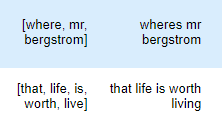 [where, mr, wheres mr
bergstrom] bergstrom
[that, life, is, that life is worth
worth, live] living